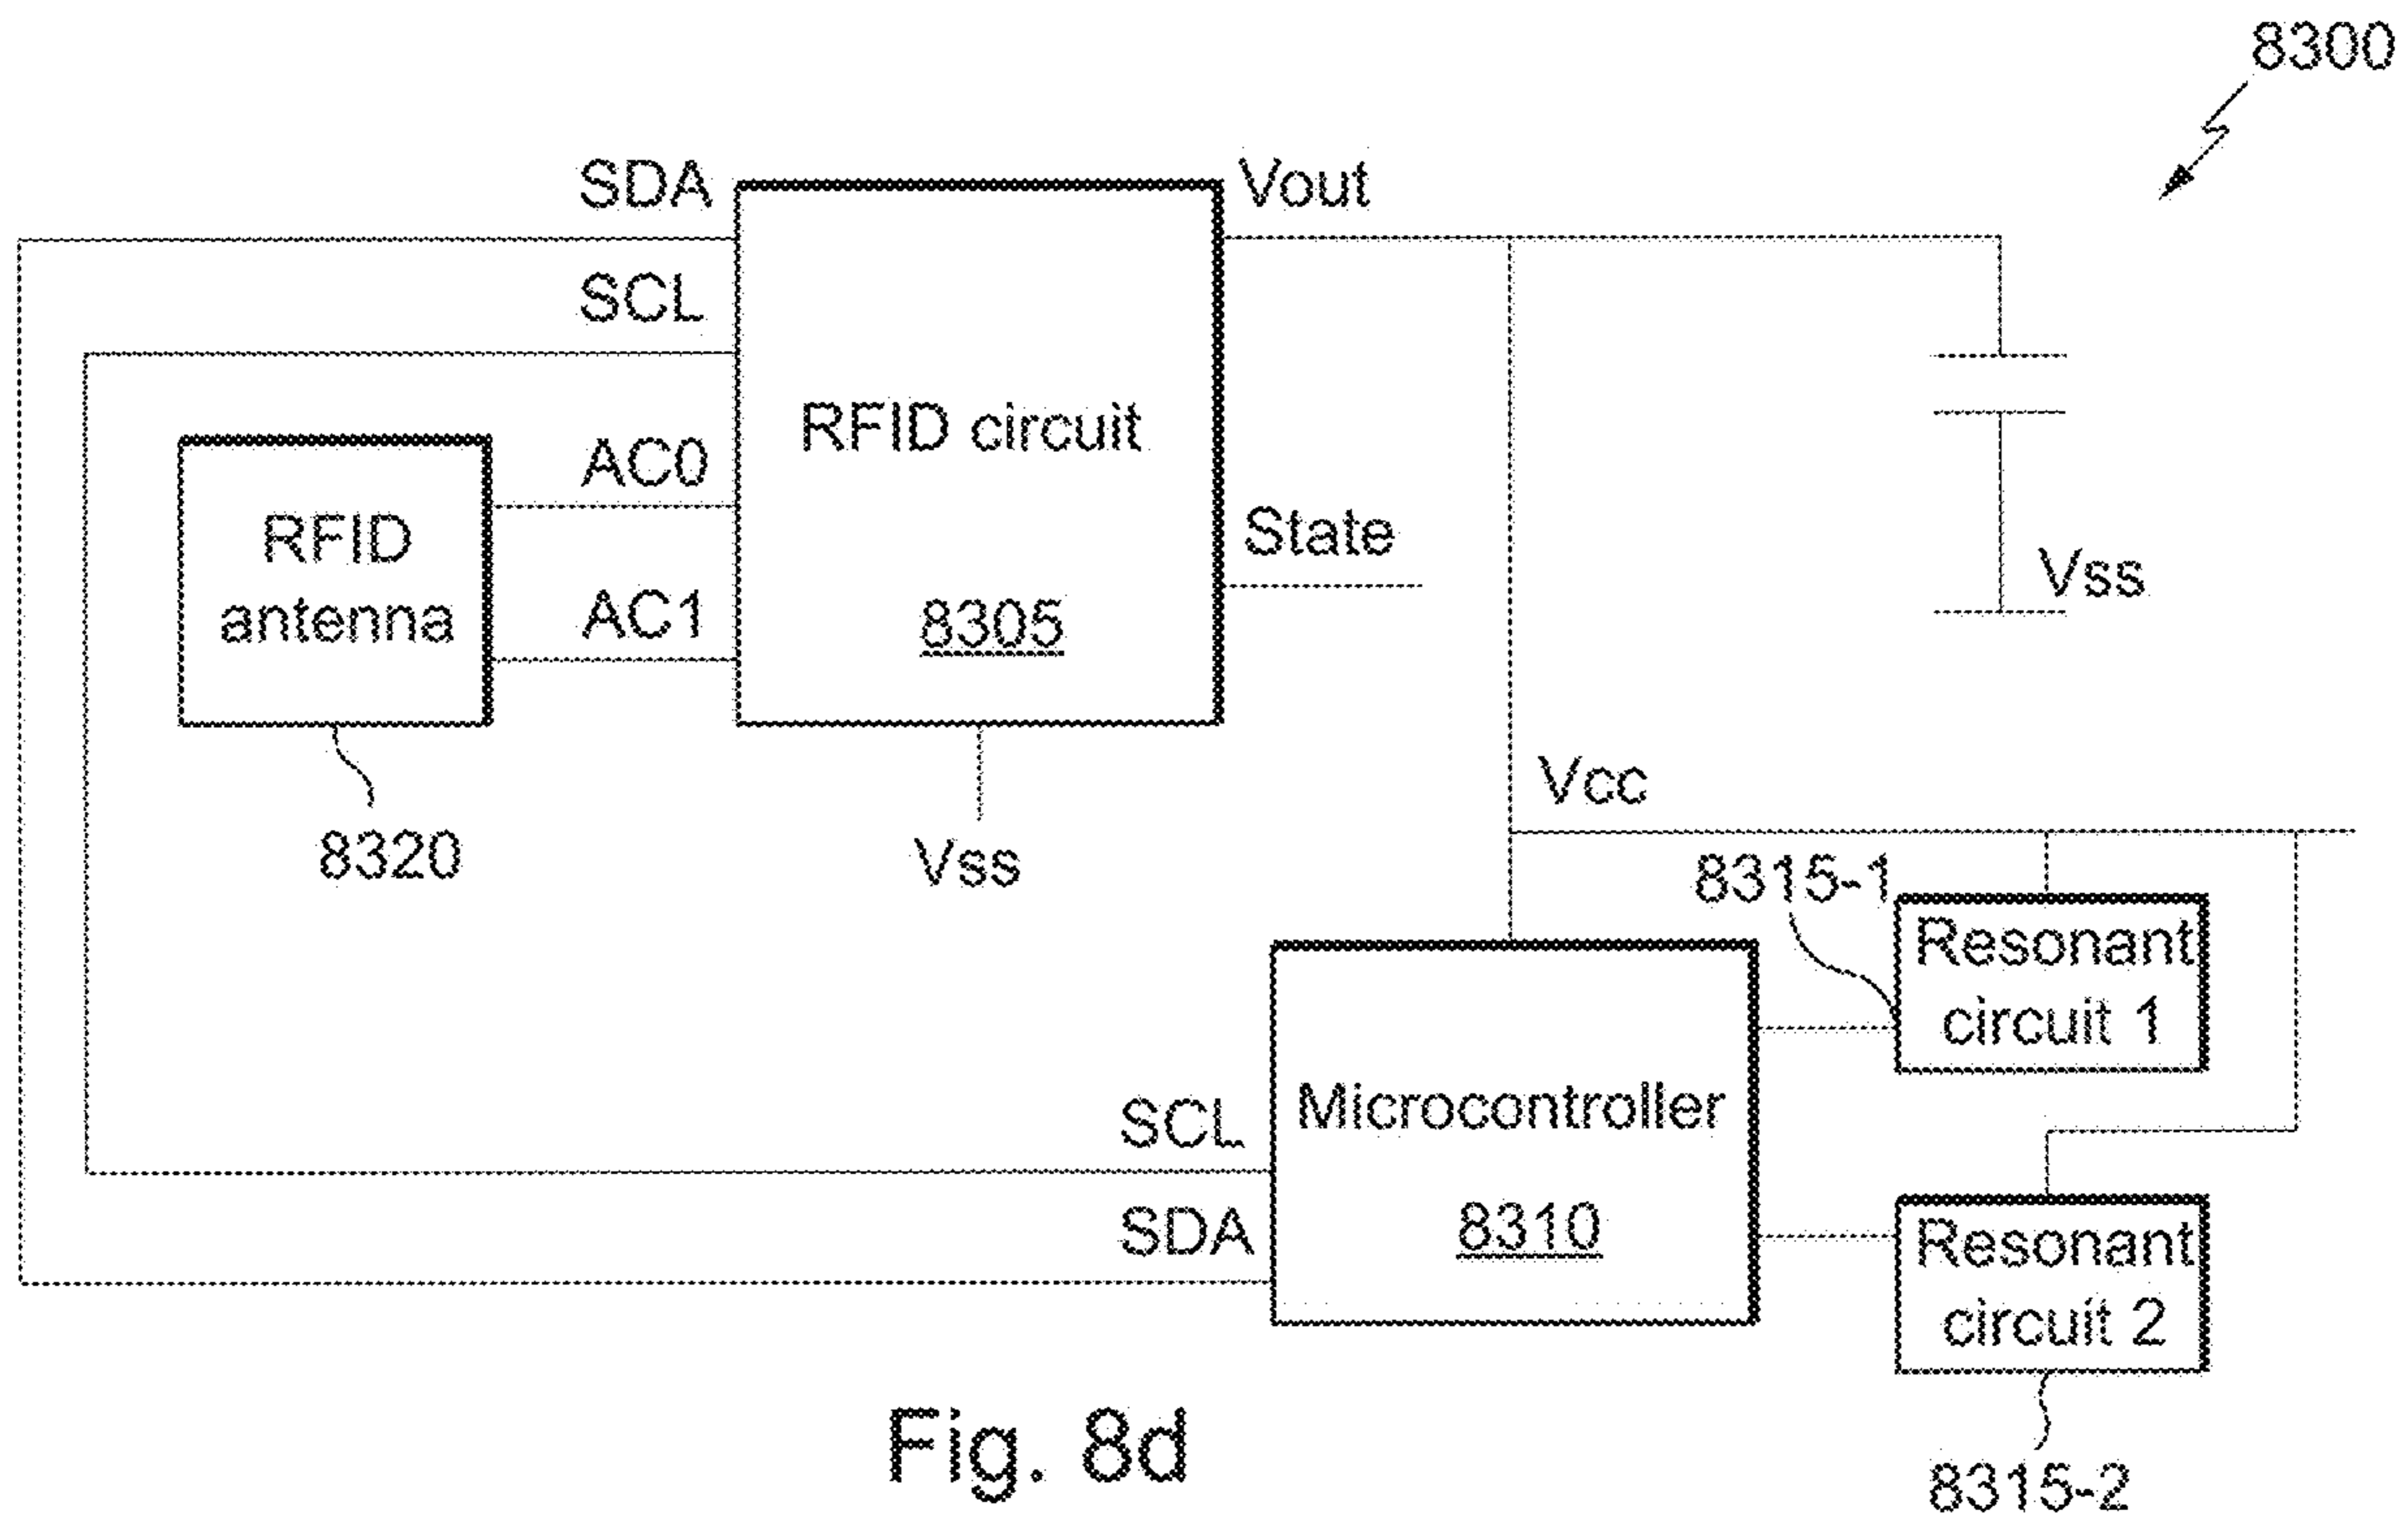 8300
SDA
Vout
SCL
RFID circuit
AC0
RFID
antenna
State
AC1
8305
Vss
Vcc
8320
Vss
8315-1
Resonant
circuit 1
Microcontroller
SCL
8310
SDA
Resonant
circuit 2
Fig. 8d
8315-2